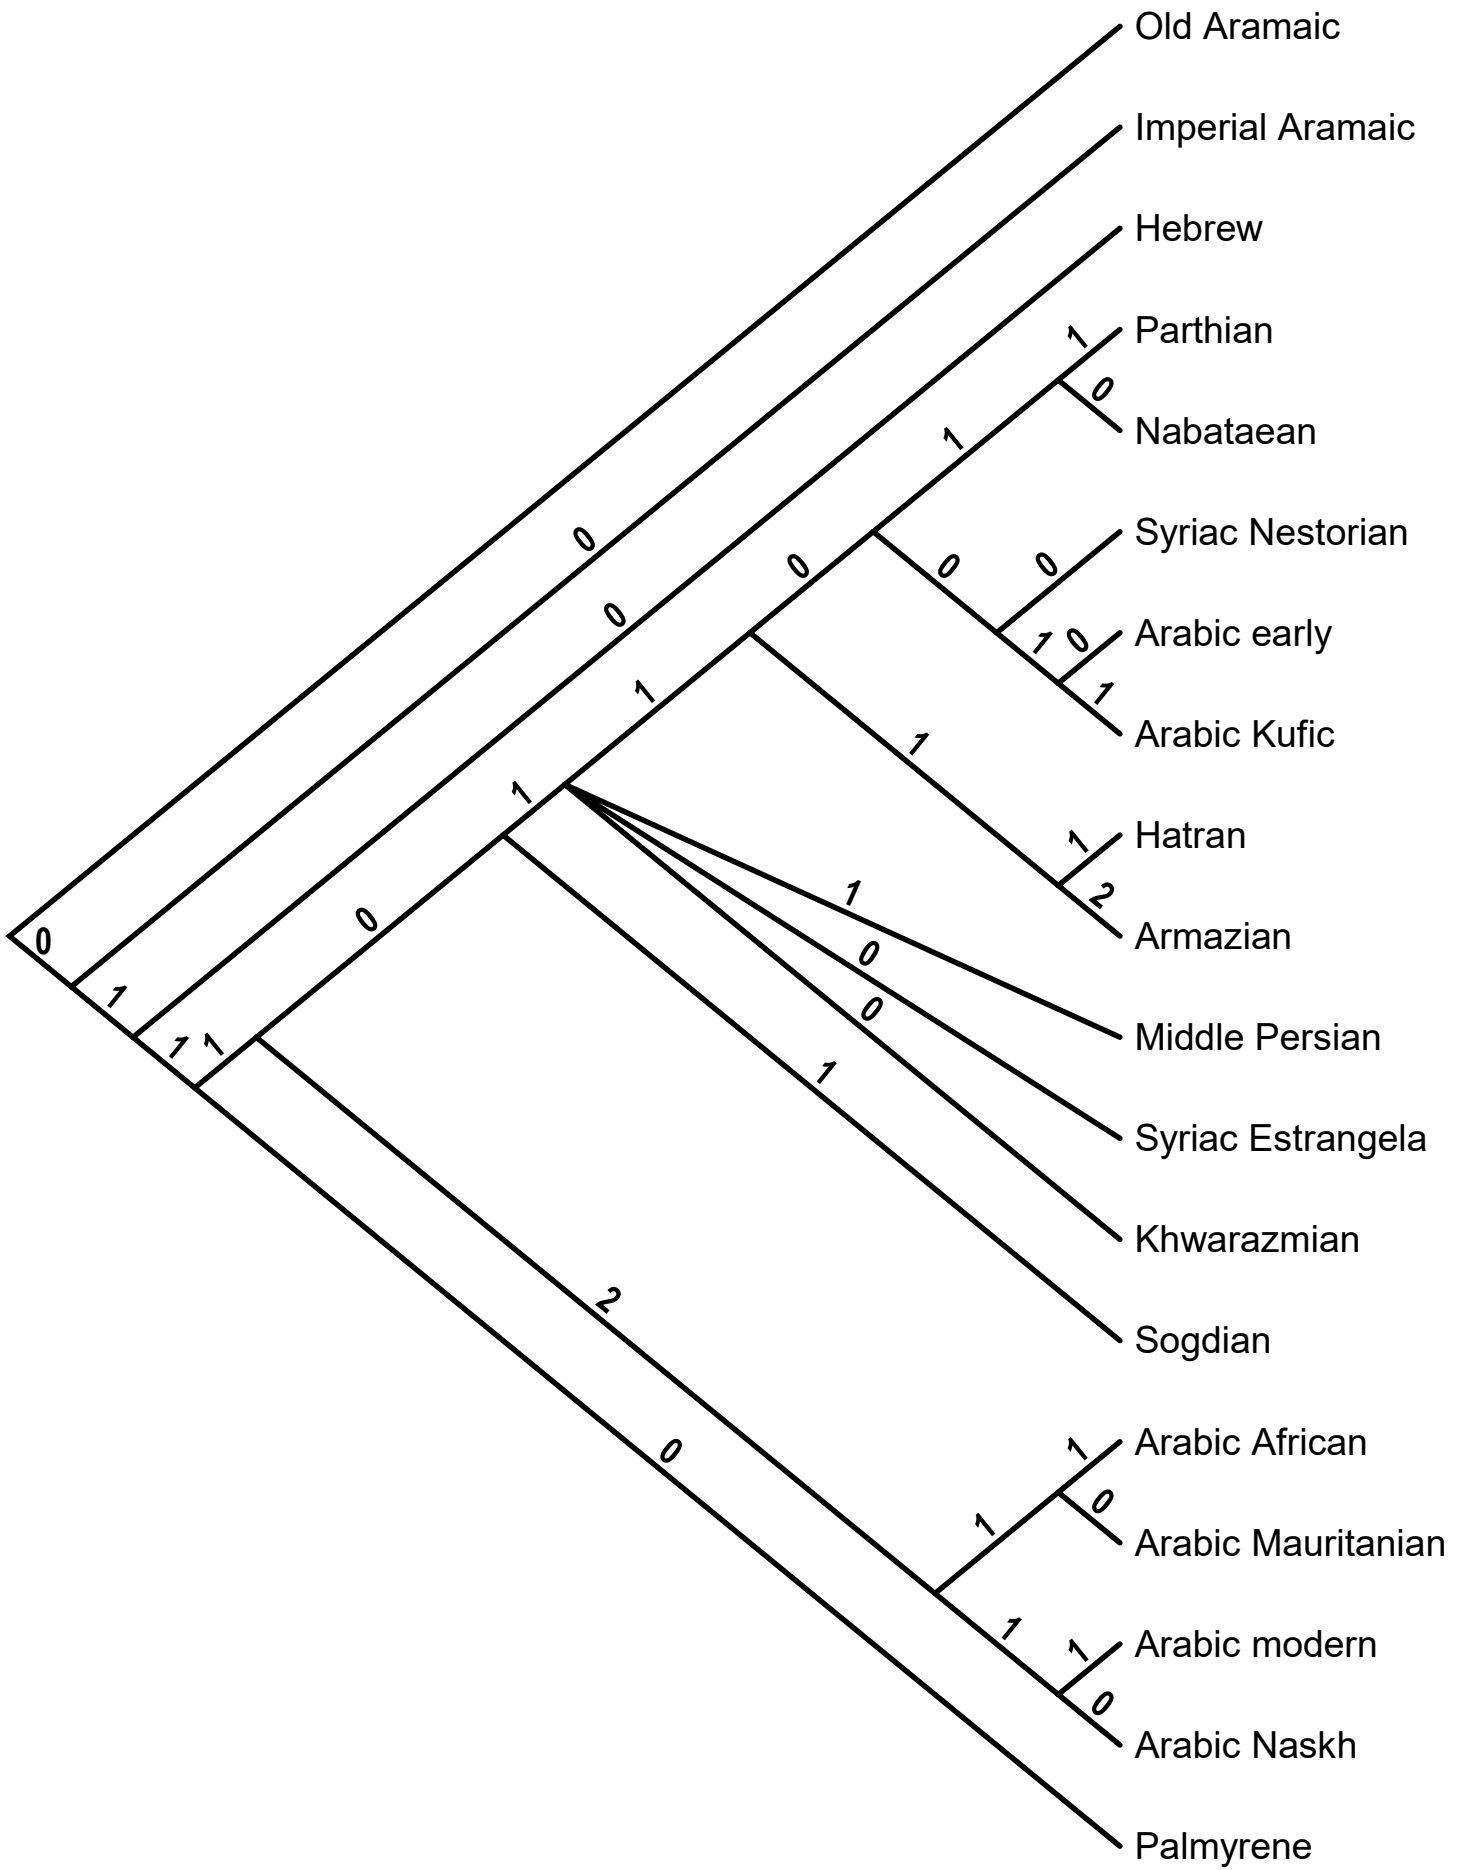 Old Aramaic
Imperial Aramaic
Hebrew
1 Parthian
0
1 Nabataean
0 0 0 Syriac Nestorian
0
0 1 0 Arabic early
1 1
1 Arabic Kufic
1
1 1 Hatran
1 2
0 0 Armazian
0
1 Middle Persian
1 1 1
Syriac Estrangela
Khwarazmian
2
Sogdian
1 Arabic African
0 0
1 Arabic Mauritanian
1 1 Arabic modern
0
Arabic Naskh
Palmyrene